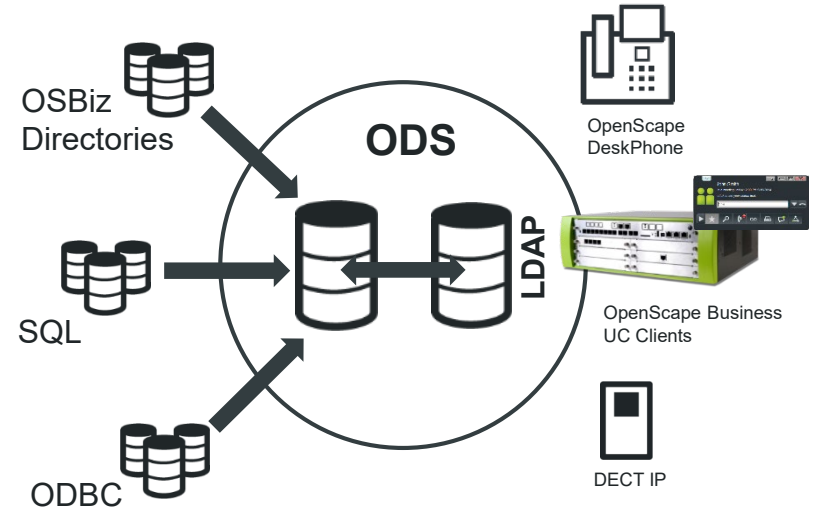 OSBiz
Directories
ODS
OpenScape
DeskPhone
LDAP
SQL
OpenScape Business
UC Clients
ODBC
DECT IP